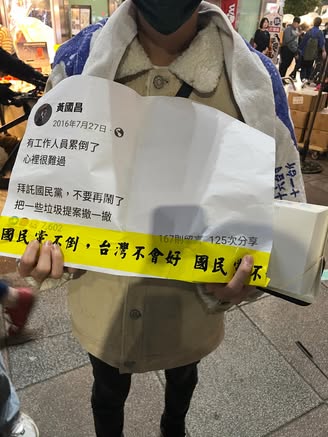 黃國昌
2016年7月27日
有工作人員累倒了
心裡很難過
拜託國民黨,不要再鬧了
把一些垃圾提案撤一撤
167則留言 125次分享
國民黨不倒,台灣不會好 國民黨不